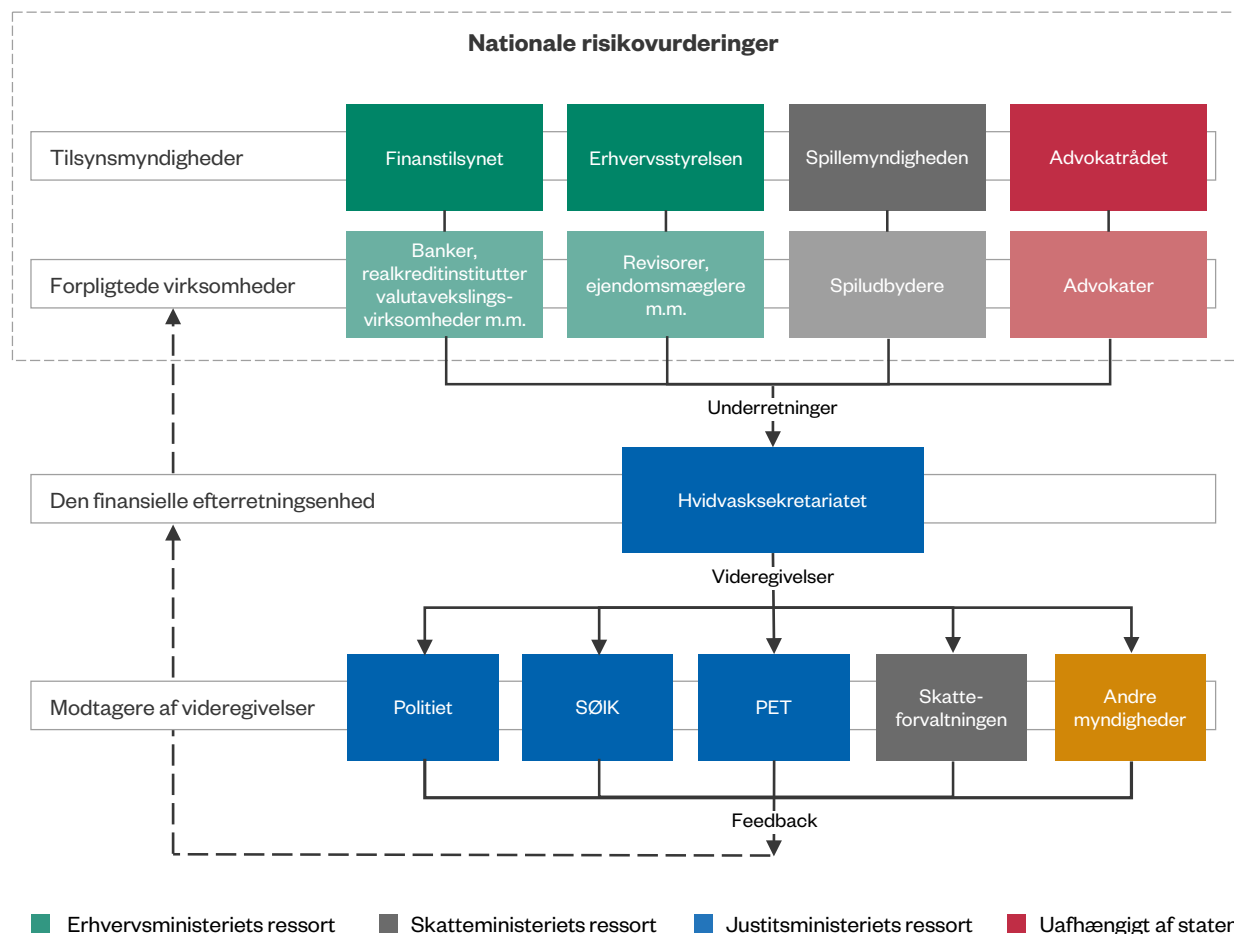 Nationale risikovurderinger
Tilsynsmyndigheder
Finanstilsynet
Erhvervsstyrelsen
Spillemyndigheden
Advokatrådet
Forpligtede virksomheder
Banker,
realkreditinstitutter
valutavekslings-
virksomheder m.m.
Revisorer,
ejendomsmæglere
m.m.
Spiludbydere
Advokater
Underretninger
Den finansielle efterretningsenhed
Hvidvasksekretariatet
Videregivelser
Modtagere af videregivelser
Politiet
SØIK
PET
Skatte-
forvaltningen
Andre
myndigheder
Feedback
Erhvervsministeriets ressort
Skatteministeriets ressort
Justitsministeriets ressort
Uafhængigt af staten